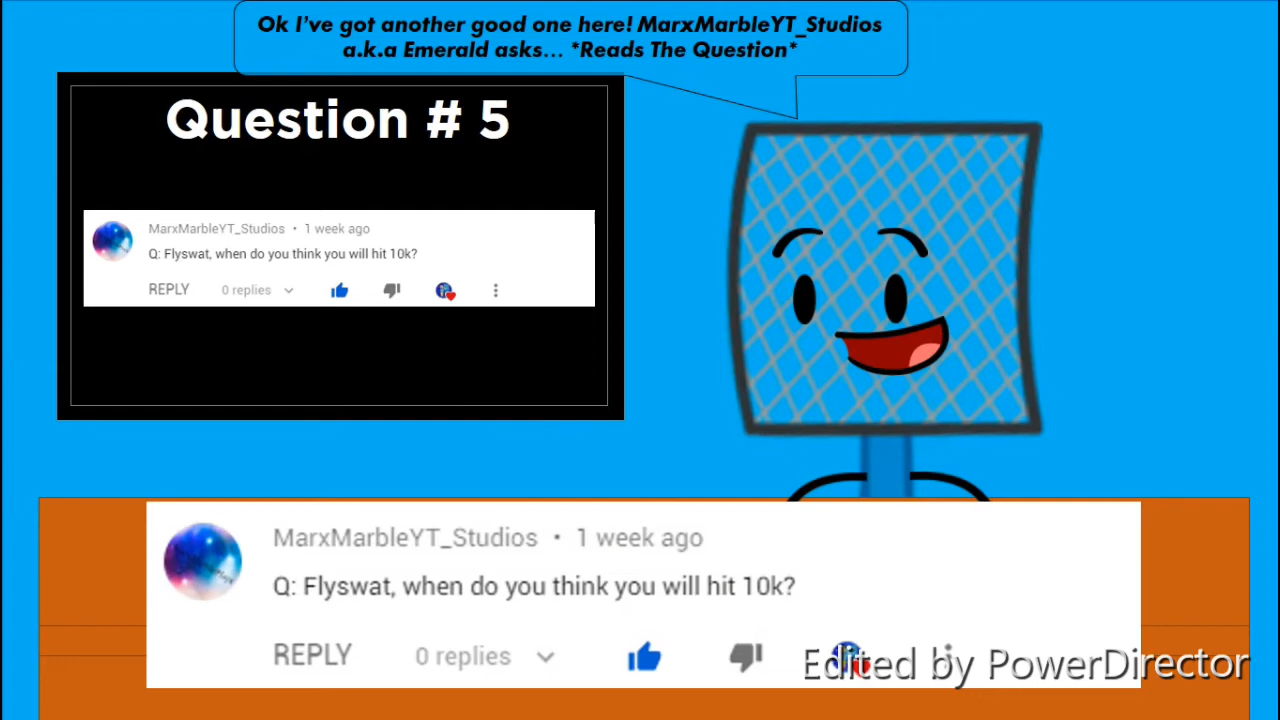 Ok I've got another good one here! MarxMarbleYT_Studios
a.k.a Emerald asks... *Reads The Question*
Question # 5
MarxMarbleYT_Studios • 1 week ago
Q: Flyswat, when do you think you will hit 10k?
REPLY 0 replies
MarxMarbleYT_Studios • 1 week ago
Q: Flyswat, when do you think you will hit 10k?
REPLY 0 replies
Edited by PowerDirector